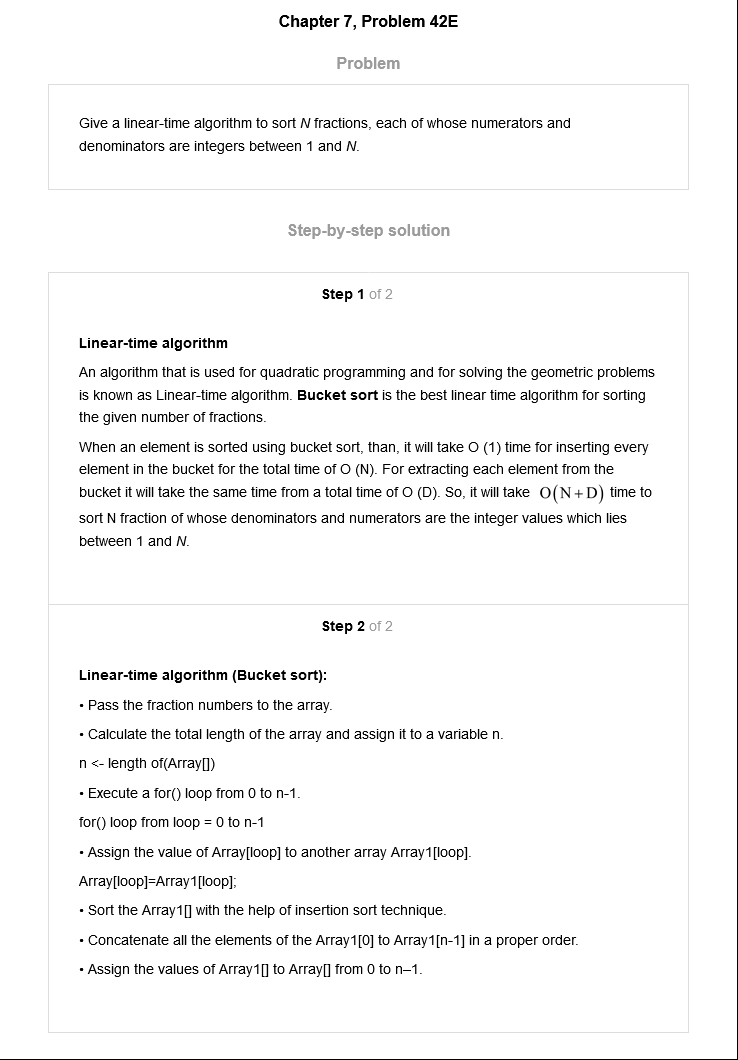 Chapter 7, Problem 42E
Problem
Give a linear-time algorithm to sort N fractions, each of whose numerators and
denominators are integers between 1 and N.
Step-by-step solution
Step 1 of 2
Linear-time algorithm
An algorithm that is used for quadratic programming and for solving the geometric problems
is known as Linear-time algorithm. Bucket sort is the best linear time algorithm for sorting
the given number of fractions.
When an element is sorted using bucket sort, than, it will take O (1) time for inserting every
element in the bucket for the total time of O (N). For extracting each element from the
bucket it will take the same time from a total time of O (D). So, it will take O(N+D) time to
sort N fraction of whose denominators and numerators are the integer values which lies
between 1 and N.
Step 2 of 2
Linear-time algorithm (Bucket sort):
• Pass the fraction numbers to the array.
• Calculate the total length of the array and assign it to a variable n.
n <- length of(Array[])
• Execute a for() loop from 0 to n-1.
for() loop from loop = 0 to n-1
• Assign the value of Array[loop] to another array Array1[loop].
Array[loop]=Array1[loop];
• Sort the Array1[] with the help of insertion sort technique.
• Concatenate all the elements of the Array1[0] to Array1[n-1] in a proper order.
• Assign the values of Array1[] to Array[] from 0 to n–1.